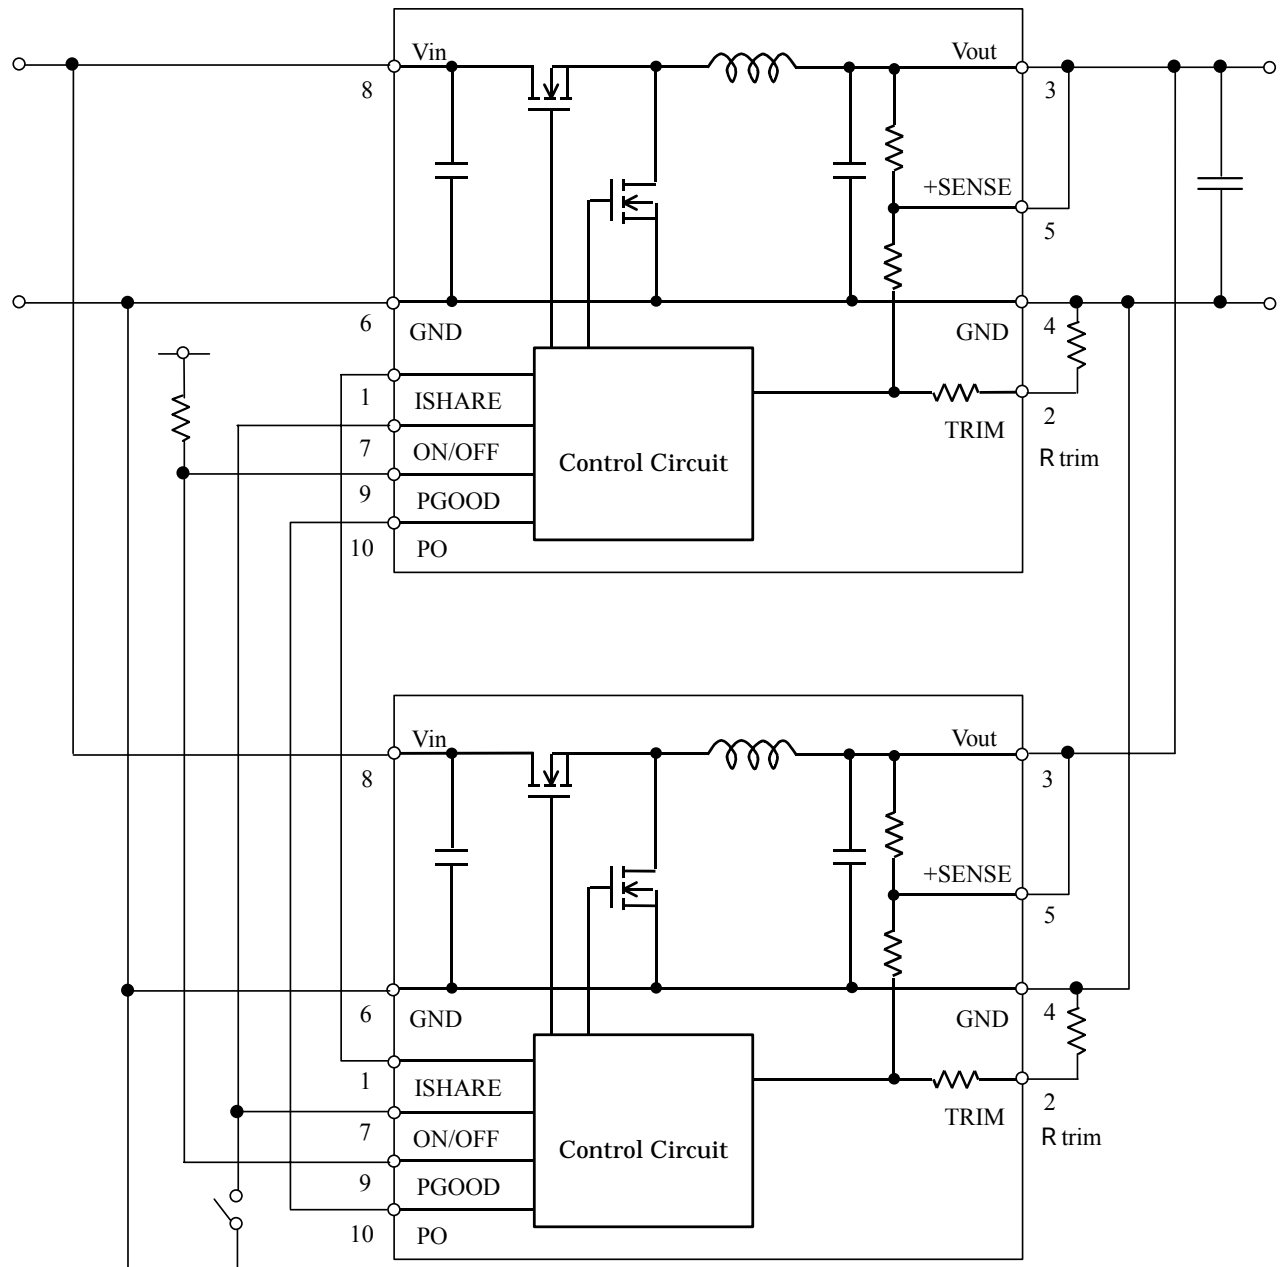 Vin
Vout
8
3
+SENSE
5
6
GND
GND
4
1
ISHARE
2
TRIM
7
ON/OFF
Control Circuit
R trim
9
PGOOD
10
PO
Vin
Vout
8
3
+SENSE
5
6
GND
GND
4
1
ISHARE
2
TRIM
7
ON/OFF
Control Circuit
R trim
9
PGOOD
10
PO